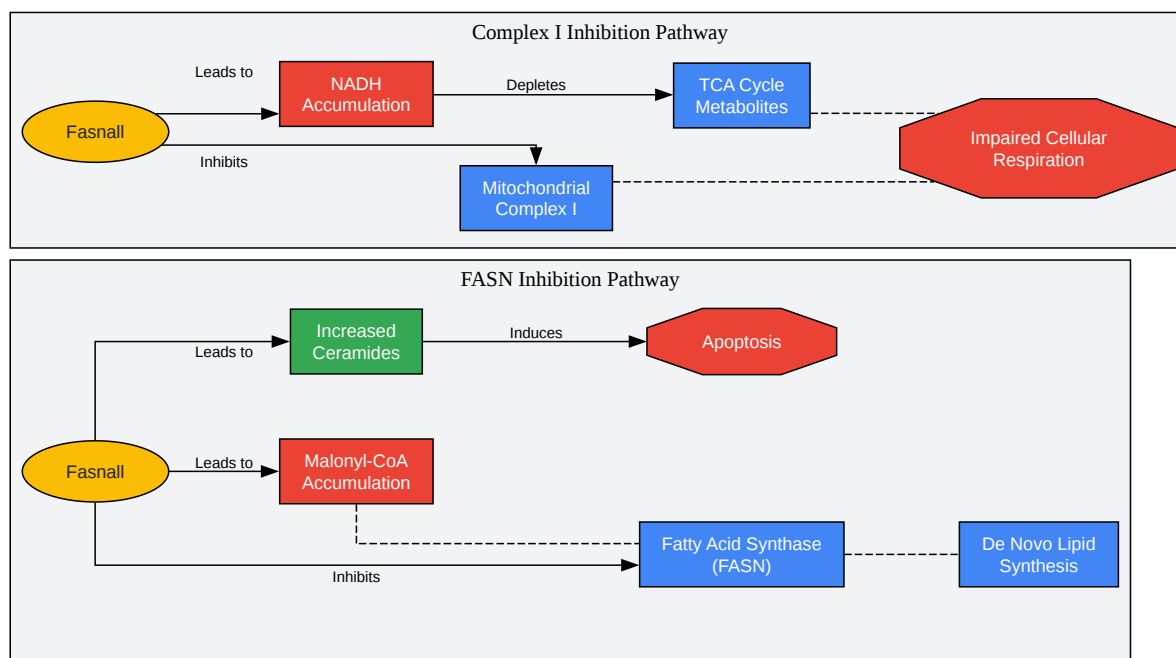 Complex I Inhibition Pathway
Leads to
NADH
Accumulation
Depletes
TCA Cycle
Metabolites
Fasnall
Inhibits
Mitochondrial
Complex I
Impaired Cellular
Respiration
FASN Inhibition Pathway
Leads to
Increased
Ceramides
Induces
Apoptosis
Fasnall
Leads to
Malonyl-CoA
Accumulation
Inhibits
Fatty Acid Synthase
(FASN)
De Novo Lipid
Synthesis